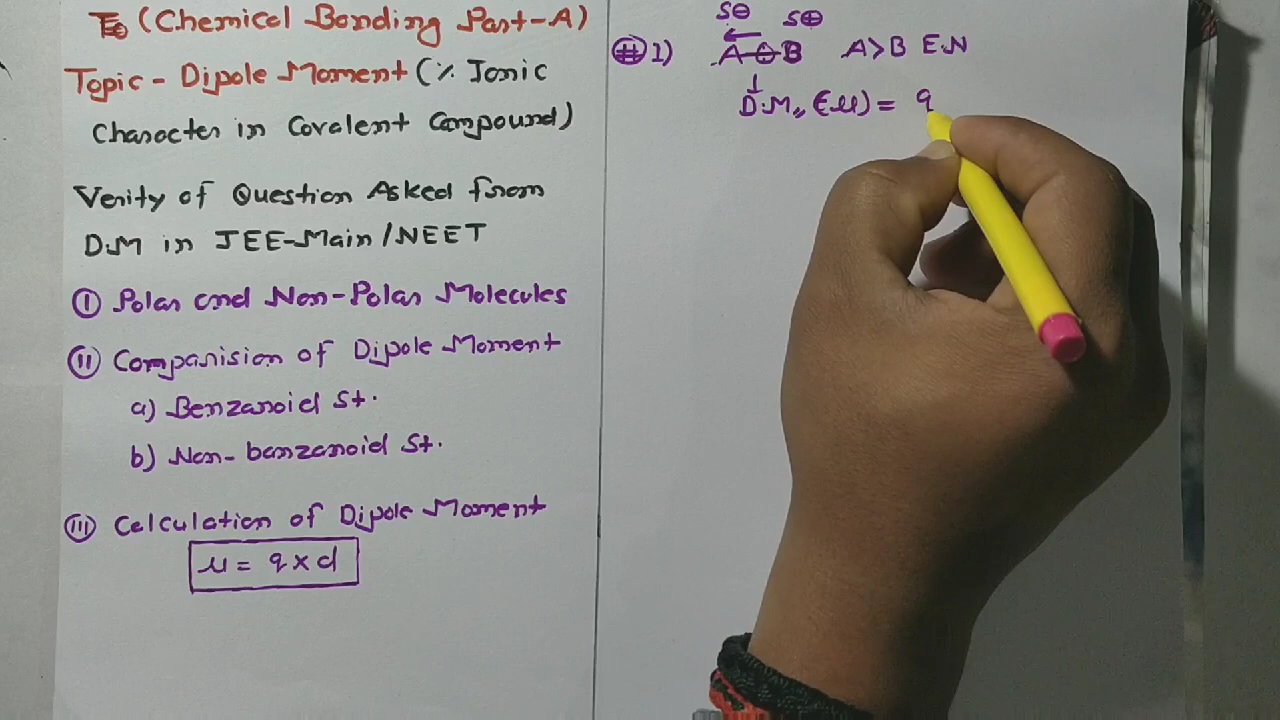 (Chemical Bonding Part-A)
Topic - Dipole Moment (% Ionic
Character in Covalent Compound)
Verity of Question Asked from
D.M in JEE-Main/NEET
I Polar and Non-Polar Molecules
II Comparision of Dipole Moment
a) Benzanoid St.
b) Non-banzanoid St.
III Calculation of Dipole Moment
μ = q × d
# 1) A B A>B E.N
S⊖ S⊕
D.M (μ) = q